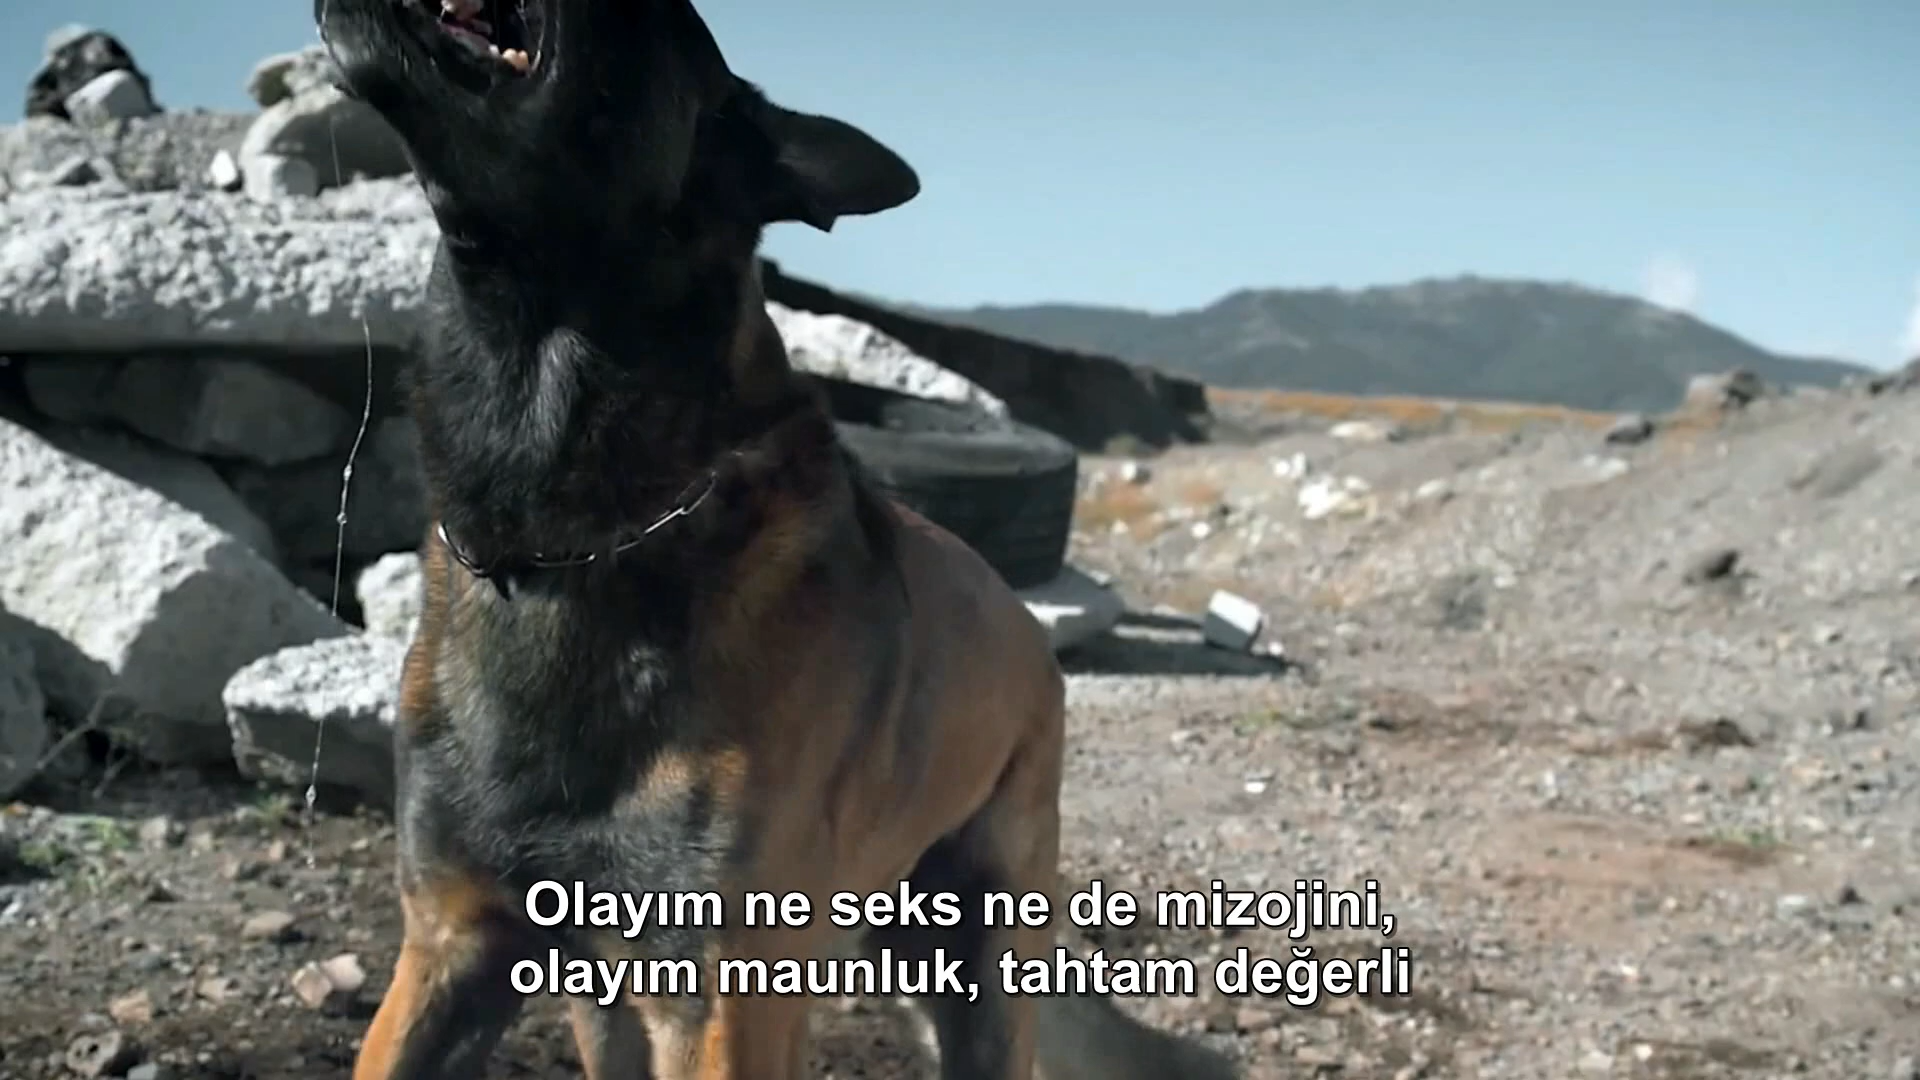 Olayım ne seks ne de mizojini,
olayım maunluk, tahtam değerli